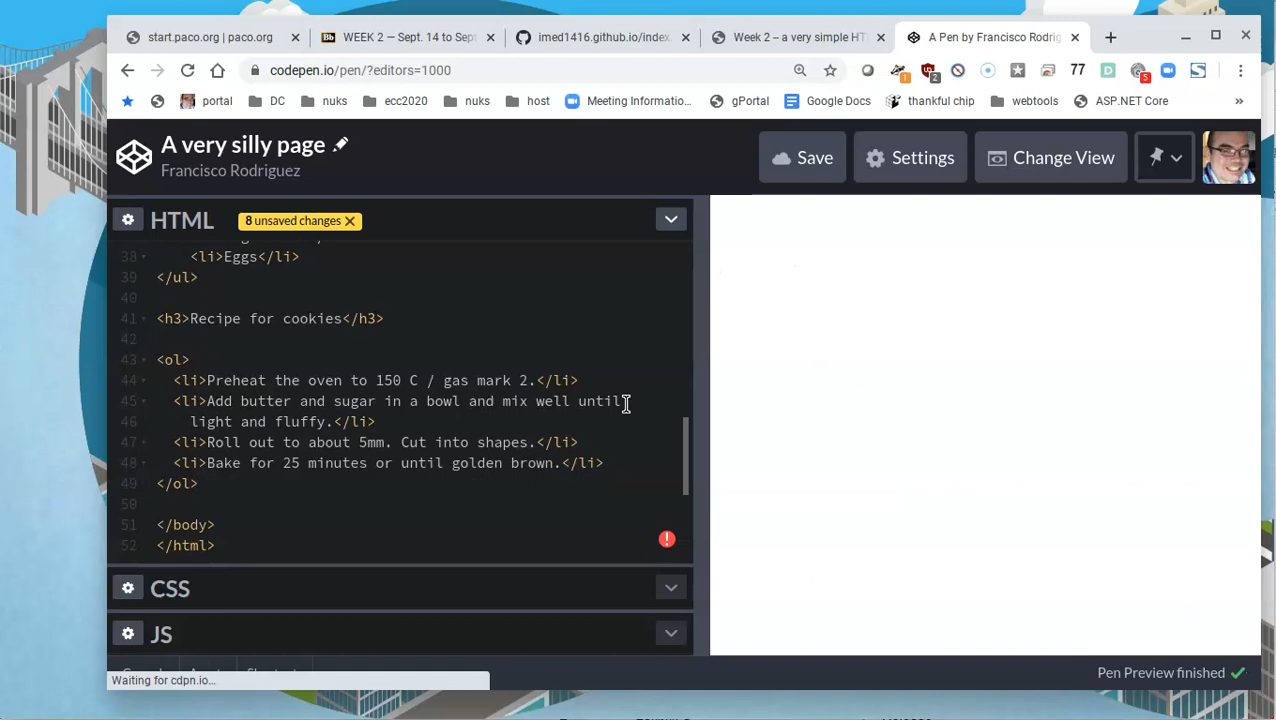 start.paco.org | paco.org
WEEK 2 — Sept. 14 to Sept
imed1416.github.io/index.
Week 2 – a very simple HT
A Pen by Francisco Rodrig
codepen.io/pen/?editors=1000
1
2
77
5
portal
DC
nuks
ecc2020
nuks
host
Meeting Informatio...
gPortal
Google Docs
thankful chip
webtools
ASP.NET Core
»
A very silly page
Francisco Rodriguez
Save
Settings
Change View
HTML
8 unsaved changes
38 <li>Eggs</li>
39 </ul>
40
41 <h3>Recipe for cookies</h3>
42
43 <ol>
44 <li>Preheat the oven to 150 C / gas mark 2.</li>
45 <li>Add butter and sugar in a bowl and mix well until
46 light and fluffy.</li>
47 <li>Roll out to about 5mm. Cut into shapes.</li>
48 <li>Bake for 25 minutes or until golden brown.</li>
49 </ol>
50
51 </body>
52 </html>
CSS
JS
Waiting for cdpn.io...
Pen Preview finished